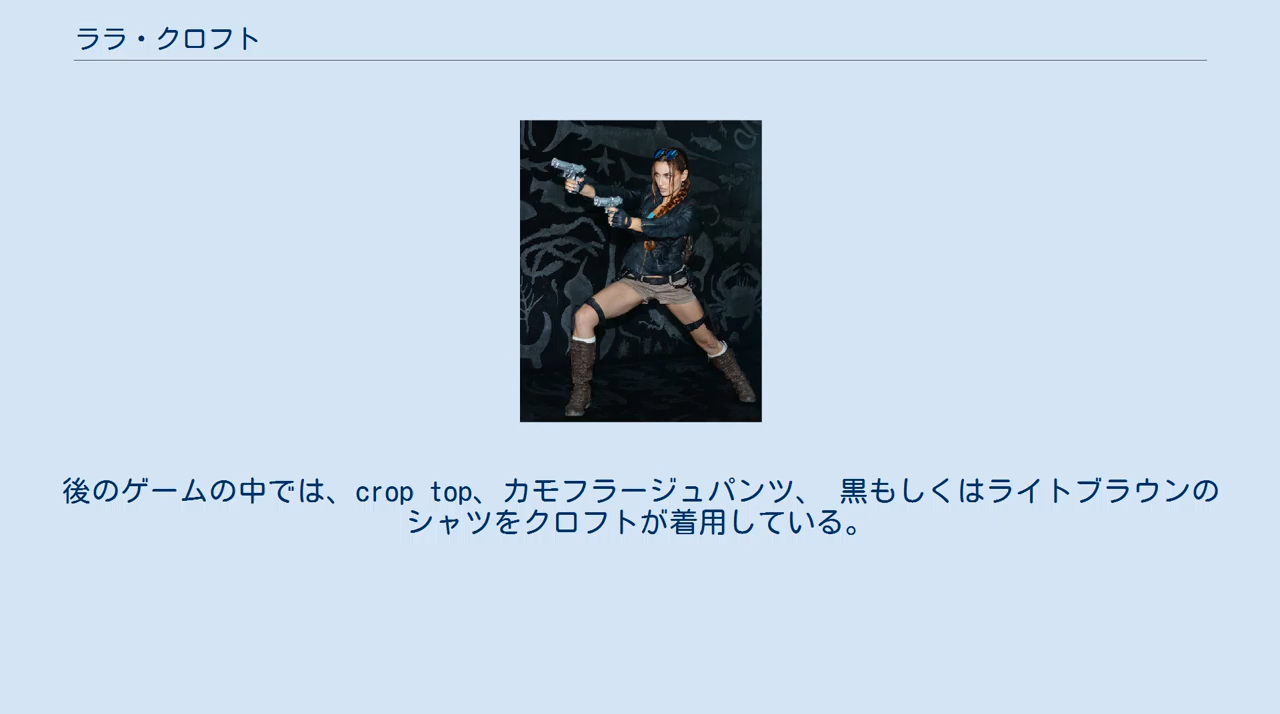 ララ・クロフト
後のゲームの中では、crop top、カモフラージュパンツ、 黒もしくはライトブラウンの
シャツをクロフトが着用している。